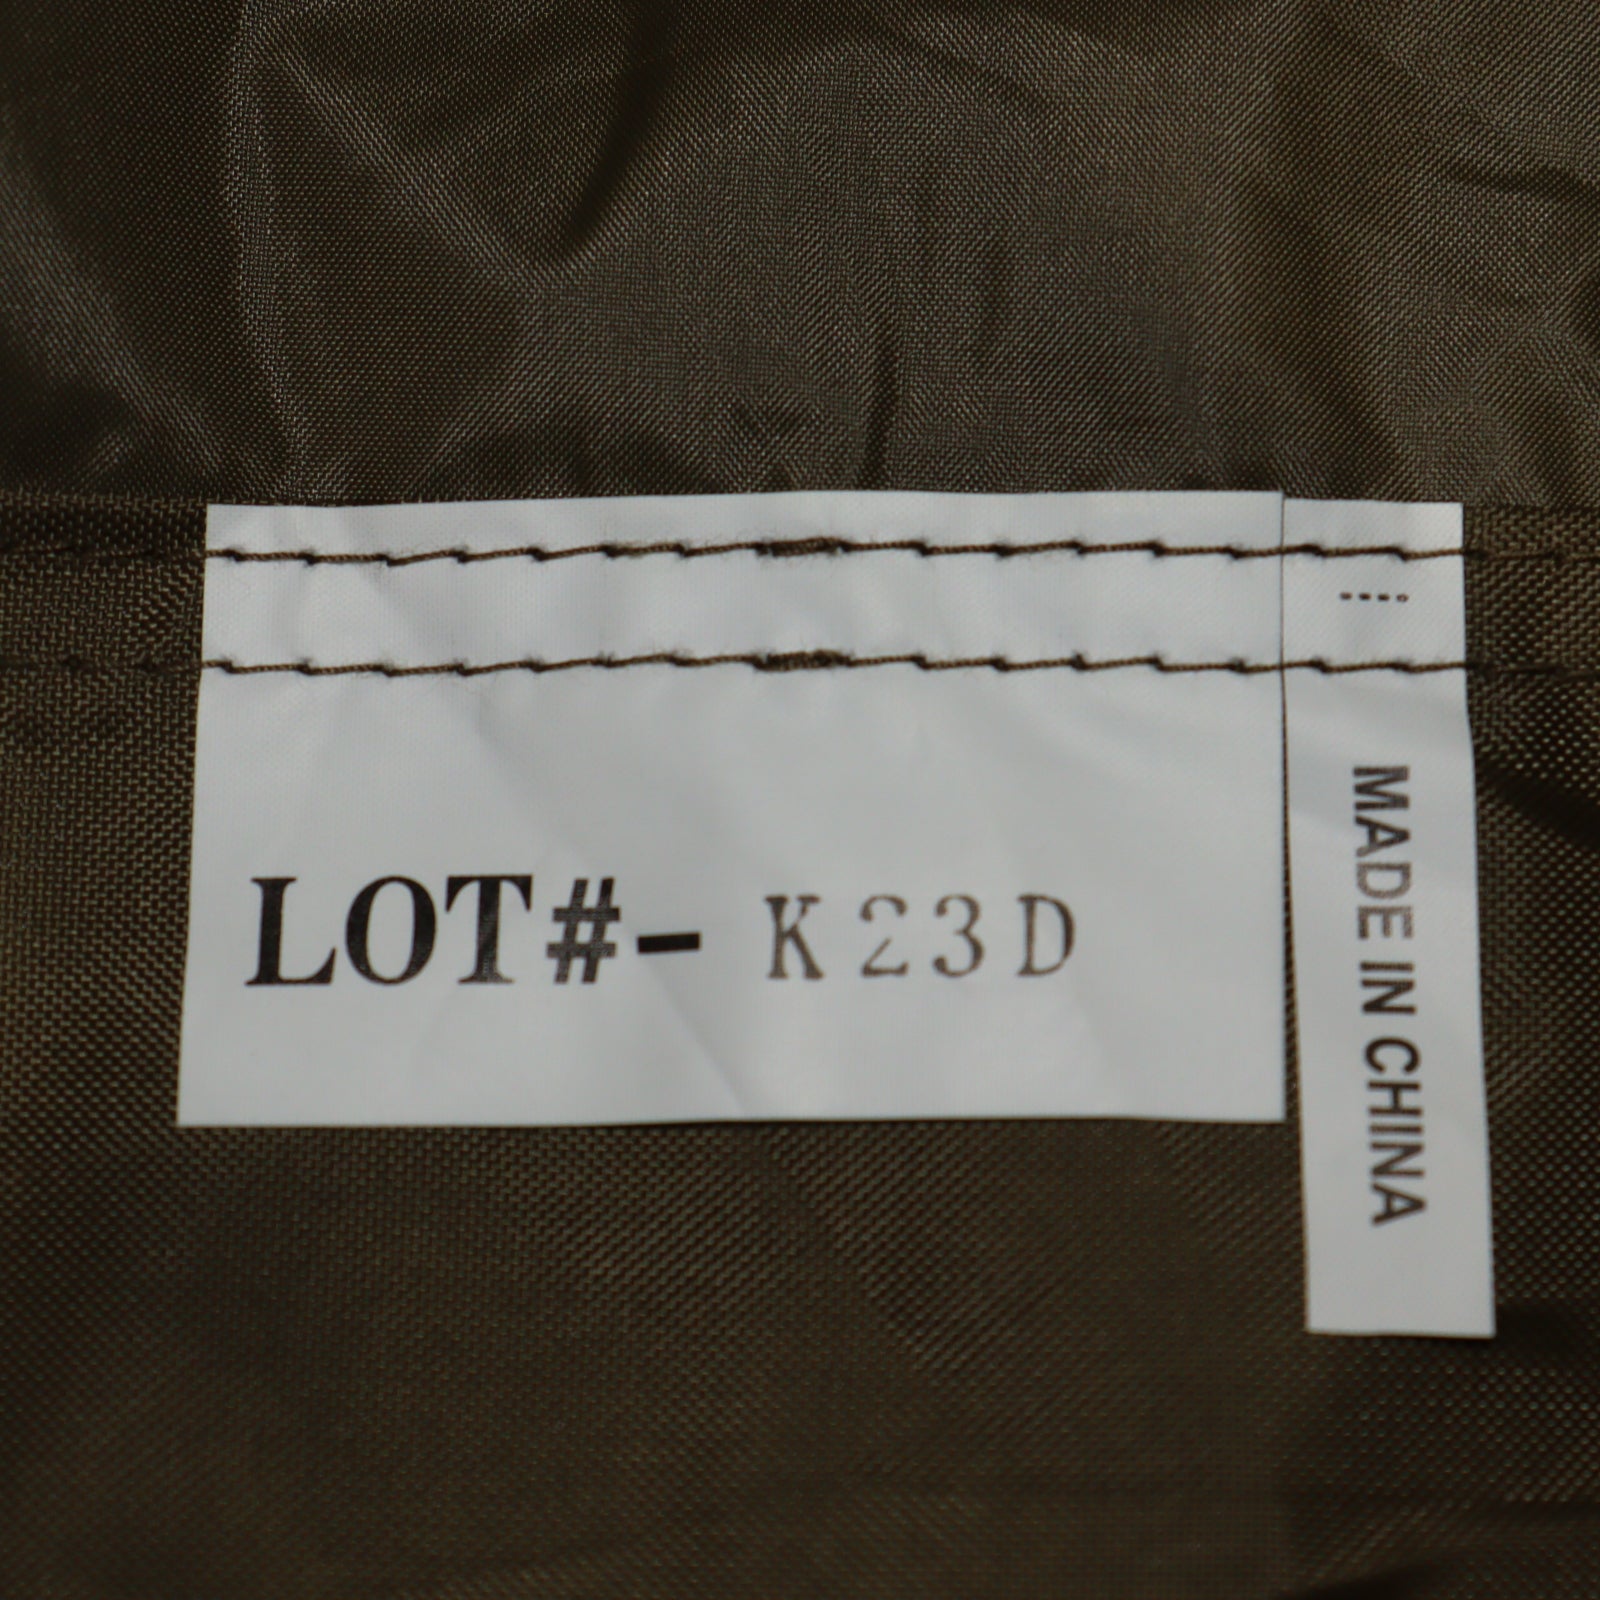 LOT#- K23D
MADE IN CHINA